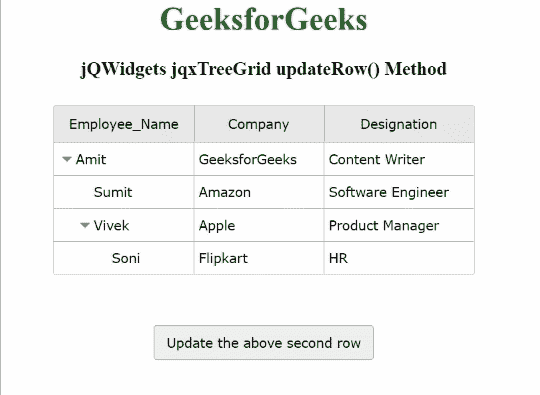 GeeksforGeeks
jQWidgets jqxTreeGrid updateRow() Method
Employee_Name Company Designation
Amit GeeksforGeeks Content Writer
Sumit Amazon Software Engineer
Vivek Apple Product Manager
Soni Flipkart HR
Update the above second row